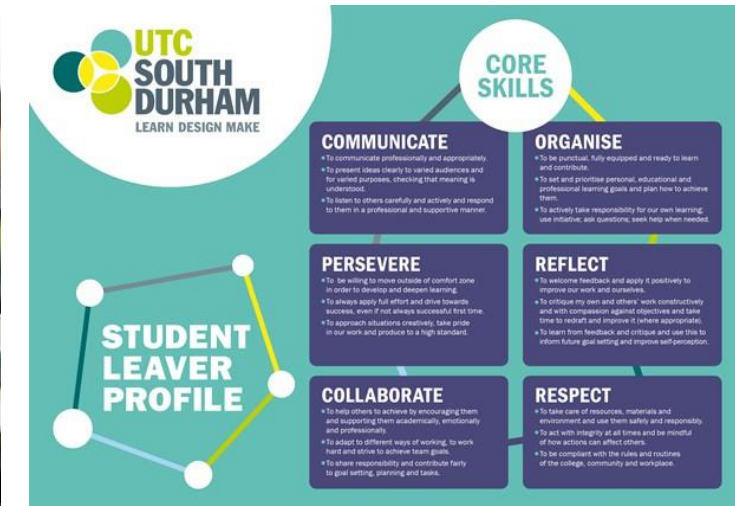 UTC
SOUTH
DURHAM
LEARN DESIGN MAKE
STUDENT
LEAVER
PROFILE
CORE
SKILLS
COMMUNICATE
To communicate professionally and appropriately.
To present ideas clearly to varied audiences and
for varied purposes, checking that meaning is
understood.
To listen to others carefully and actively and respond
to them in a professional and supportive manner.
ORGANISE
To be punctual, fully equipped and ready to learn
and contribute.
To set and prioritise personal, educational and
professional learning goals and plan how to achieve
them.
To actively take responsibility for our own learning;
use initiative; ask questions; seek help when needed.
PERSEVERE
To be willing to move outside of comfort zone
in order to develop and deepen learning.
To always apply full effort and drive towards
success, even if not always successful first time.
To approach situations creatively, take pride
in our work and produce to a high standard.
REFLECT
To welcome feedback and apply it positively to
improve our work and ourselves.
To critique my own and others' work constructively
and with compassion against objectives and take
time to redraft and improve it (where appropriate).
To learn from feedback and critique and use this to
inform future goal setting and improve self-perception.
COLLABORATE
To help others to achieve by encouraging them
and supporting them academically, emotionally
and professionally.
To adapt to different ways of working, to work
hard and strive to achieve team goals.
To share responsibility and contribute fairly
to goal setting, planning and tasks.
RESPECT
To take care of resources, materials and
environment and use them safely and responsibly.
To act with integrity at all times and be mindful
of how actions can affect others.
To be compliant with the rules and routines
of the college, community and workplace.